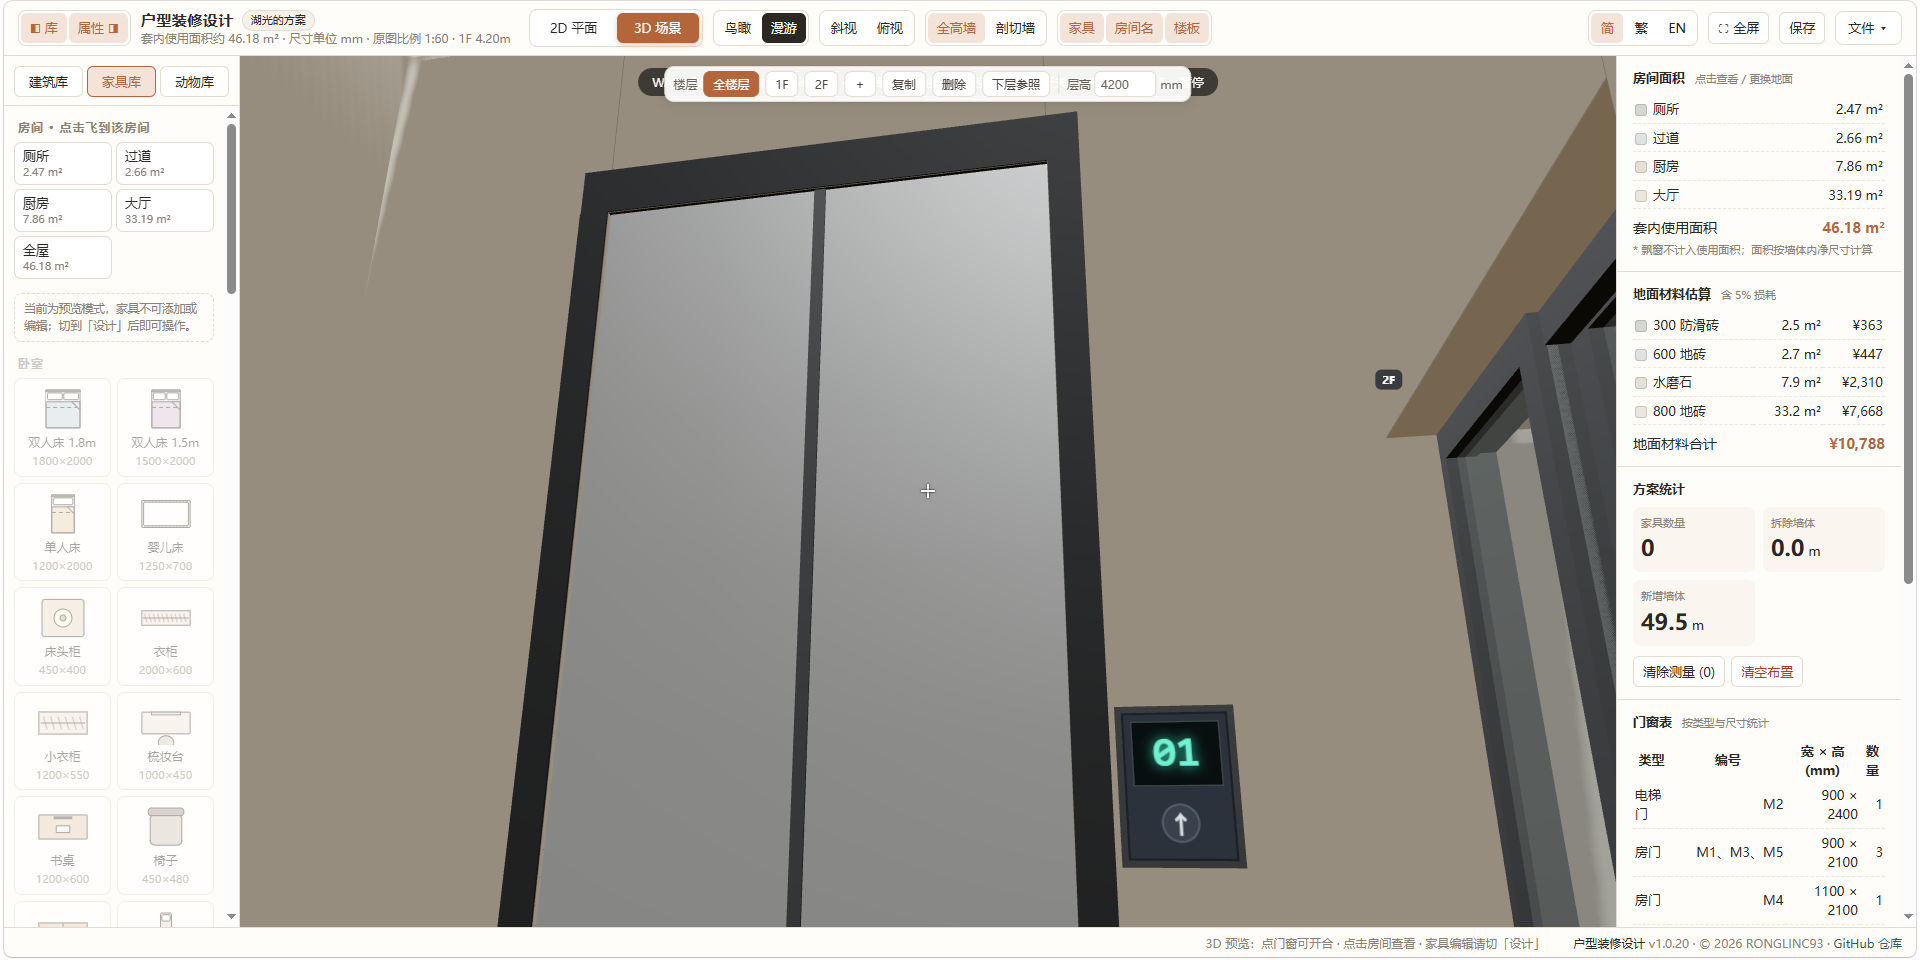 库 属性
户型装修设计 湖光的方案
套内使用面积约 46.18 m² · 尺寸单位 mm · 原图比例 1:60 · 1F 4.20m
2D 平面 3D 场景 鸟瞰 漫游 斜视 俯视 全高墙 剖切墙 家具 房间名 楼板
简 繁 EN 全屏 保存 文件
建筑库 家具库 动物库
房间 • 点击飞到该房间
厕所
2.47 m²
过道
2.66 m²
厨房
7.86 m²
大厅
33.19 m²
全屋
46.18 m²
当前为预览模式，家具不可添加或
编辑；切到「设计」后即可操作。
卧室
双人床 1.8m
1800×2000
双人床 1.5m
1500×2000
单人床
1200×2000
婴儿床
1250×700
床头柜
450×400
衣柜
2000×600
小衣柜
1200×550
梳妆台
1000×450
书桌
1200×600
椅子
450×480
W 停
楼层 全楼层 1F 2F + 复制 删除 下层参照 层高 4200 mm
2F
01
↑
房间面积 点击查看 / 更换地面
厕所 2.47 m²
过道 2.66 m²
厨房 7.86 m²
大厅 33.19 m²
套内使用面积 46.18 m²
* 飘窗不计入使用面积；面积按墙体内净尺寸计算
地面材料估算 含 5% 损耗
300 防滑砖 2.5 m² ¥363
600 地砖 2.7 m² ¥447
水磨石 7.9 m² ¥2,310
800 地砖 33.2 m² ¥7,668
地面材料合计 ¥10,788
方案统计
家具数量
0
拆除墙体
0.0 m
新增墙体
49.5 m
清除测量 (0) 清空布置
门窗表 按类型与尺寸统计
类型 编号 宽 × 高 (mm) 数量
电梯门 M2 900 × 2400 1
房门 M1、M3、M5 900 × 2100 3
房门 M4 1100 × 2100 1
3D 预览：点门窗可开合 · 点击房间查看 · 家具编辑请切「设计」
户型装修设计 v1.0.20 · © 2026 RONGLINC93 · GitHub 仓库